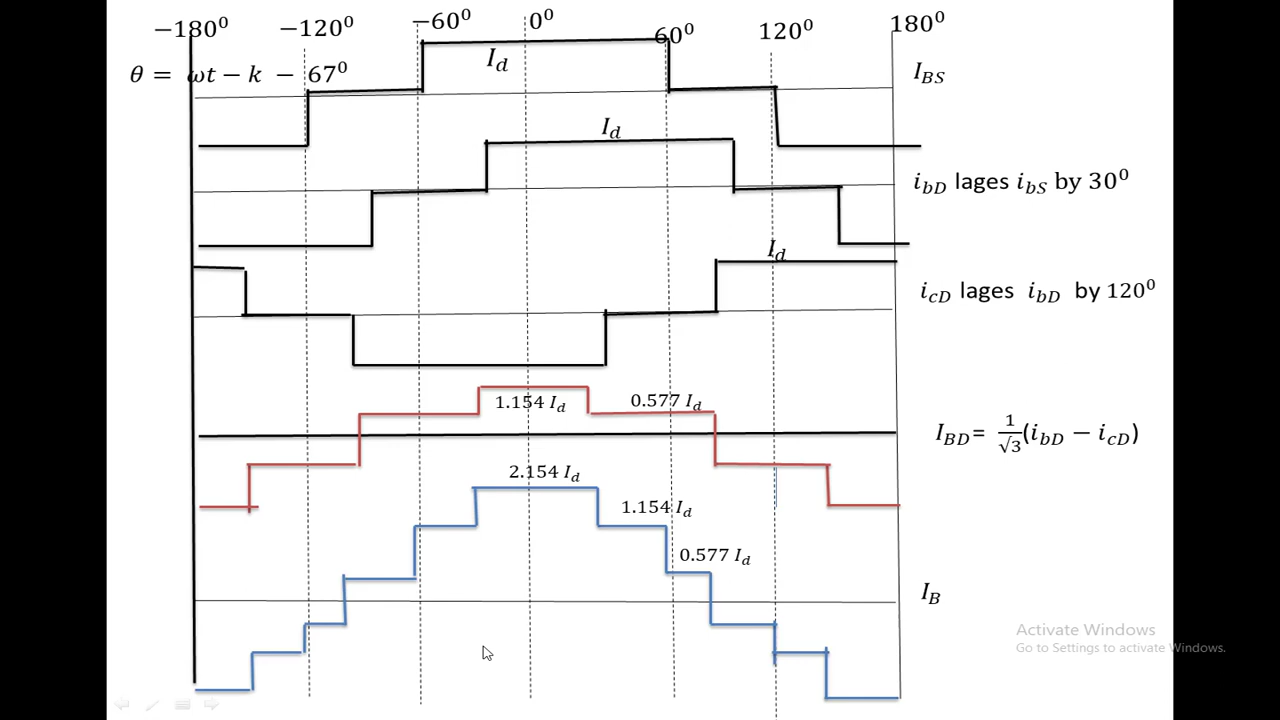 −180⁰ −120⁰ −60⁰ 0⁰ 60⁰ 120⁰ 180⁰
θ = ωt − k − 67⁰
I_d
I_BS
I_d
i_bD lages i_bS by 30⁰
I_d
i_cD lages i_bD by 120⁰
1.154 I_d 0.577 I_d
I_BD = 1/√3 (i_bD − i_cD)
2.154 I_d
1.154 I_d
0.577 I_d
I_B
Activate Windows
Go to Settings to activate Windows.